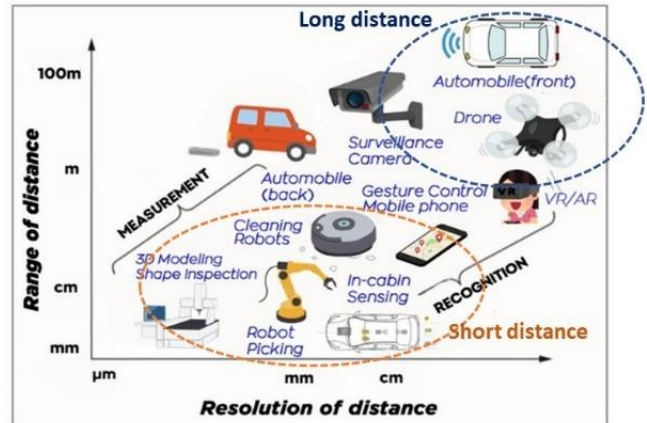 Long distance
100m
Automobile(front)
Drone
Surveillance
Camera
m
Automobile
(back)
Gesture Control
Mobile phone
VR
VR/AR
MEASUREMENT
Cleaning
Robots
3D Modeling
Shape Inspection
In-cabin
Sensing
RECOGNITION
cm
Robot
Picking
Short distance
mm
Range of distance
µm
mm
cm
Resolution of distance